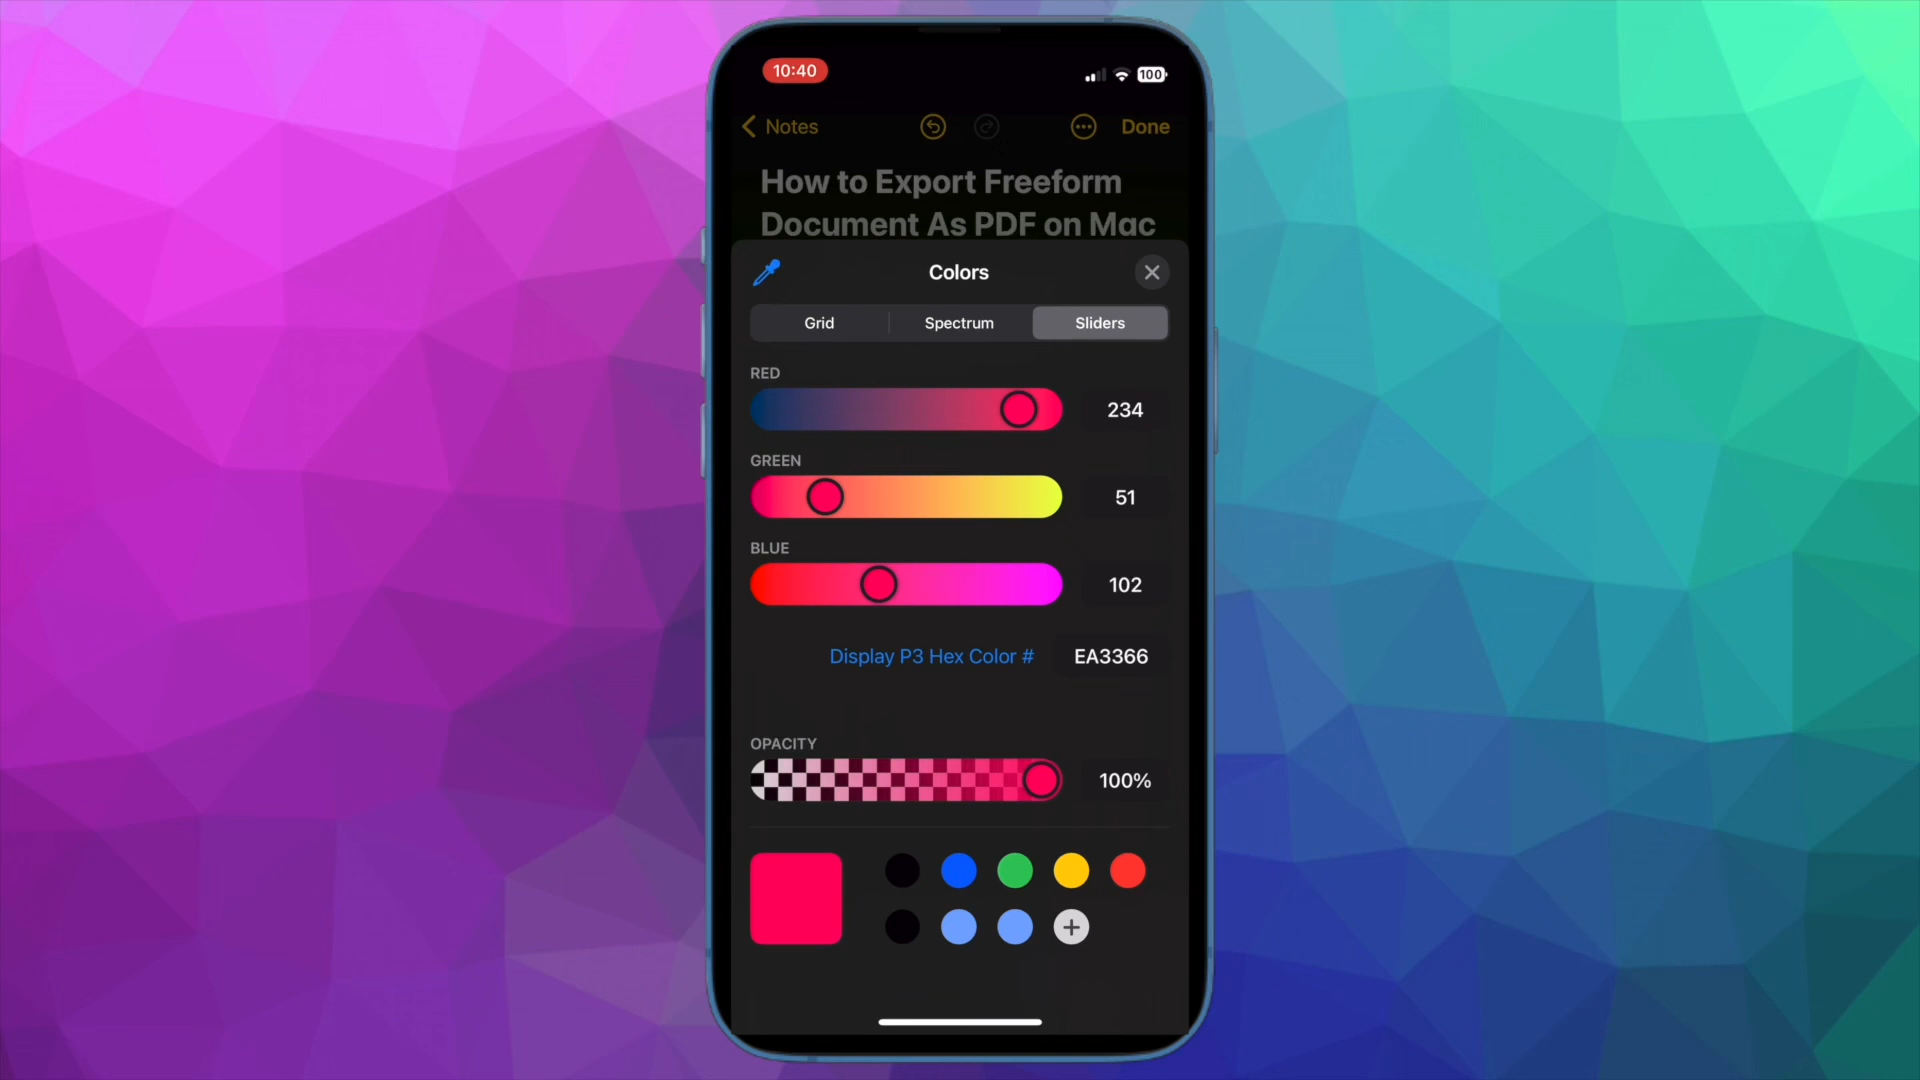 10:40
100
Notes
Done
How to Export Freeform
Document As PDF on Mac
Colors
Grid
Spectrum
Sliders
RED
234
GREEN
51
BLUE
102
Display P3 Hex Color #
EA3366
OPACITY
100%